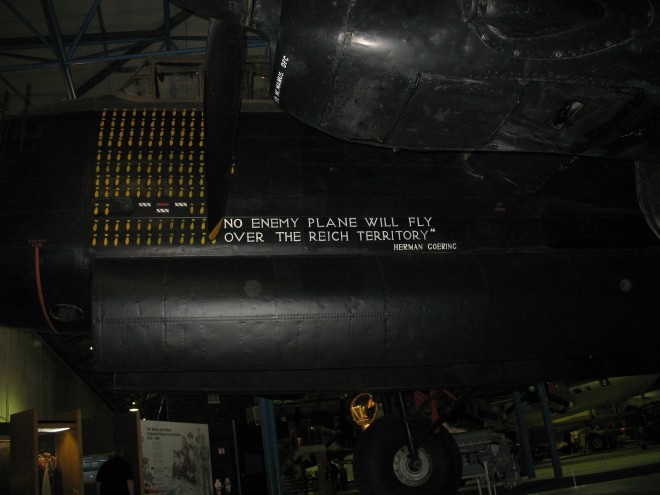 NO ENEMY PLANE WILL FLY
OVER THE REICH TERRITORY"
HERMAN GOERING